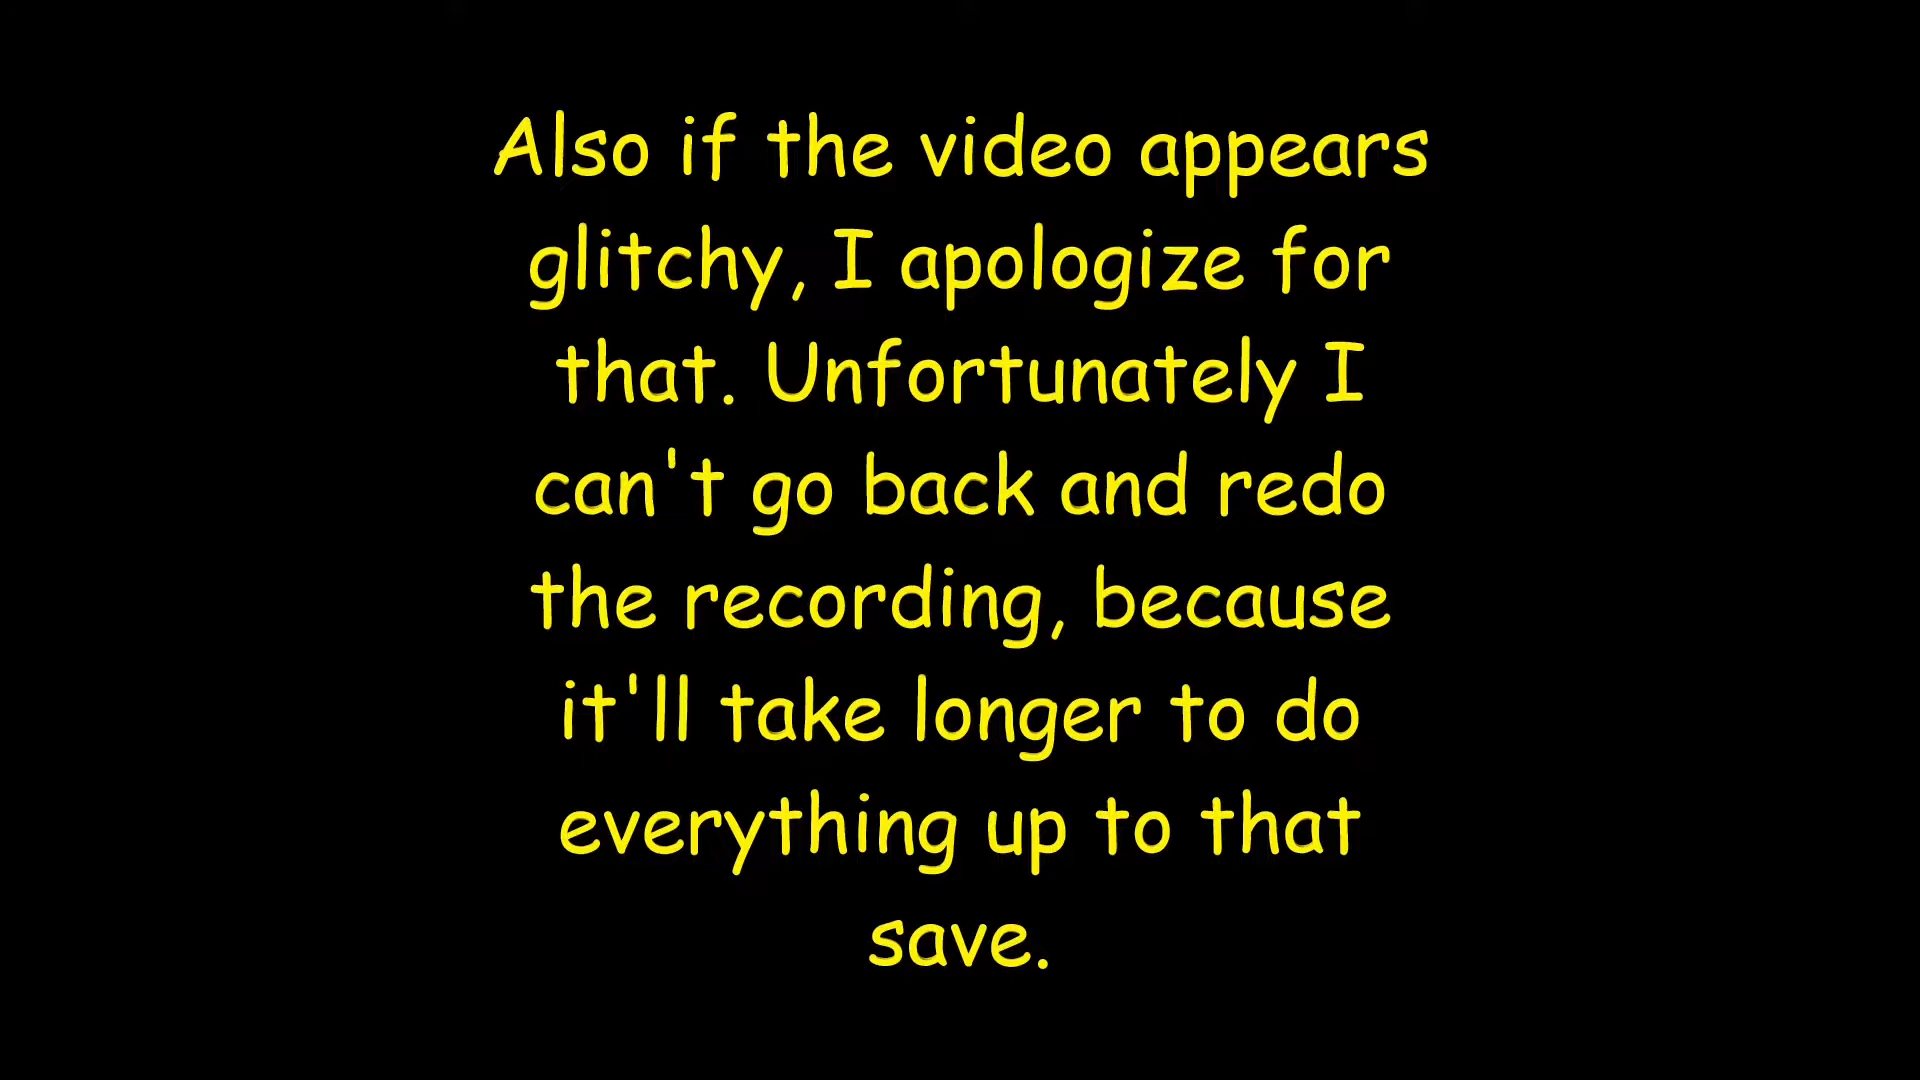 Also if the video appears
glitchy, I apologize for
that. Unfortunately I
can't go back and redo
the recording, because
it'll take longer to do
everything up to that
save.